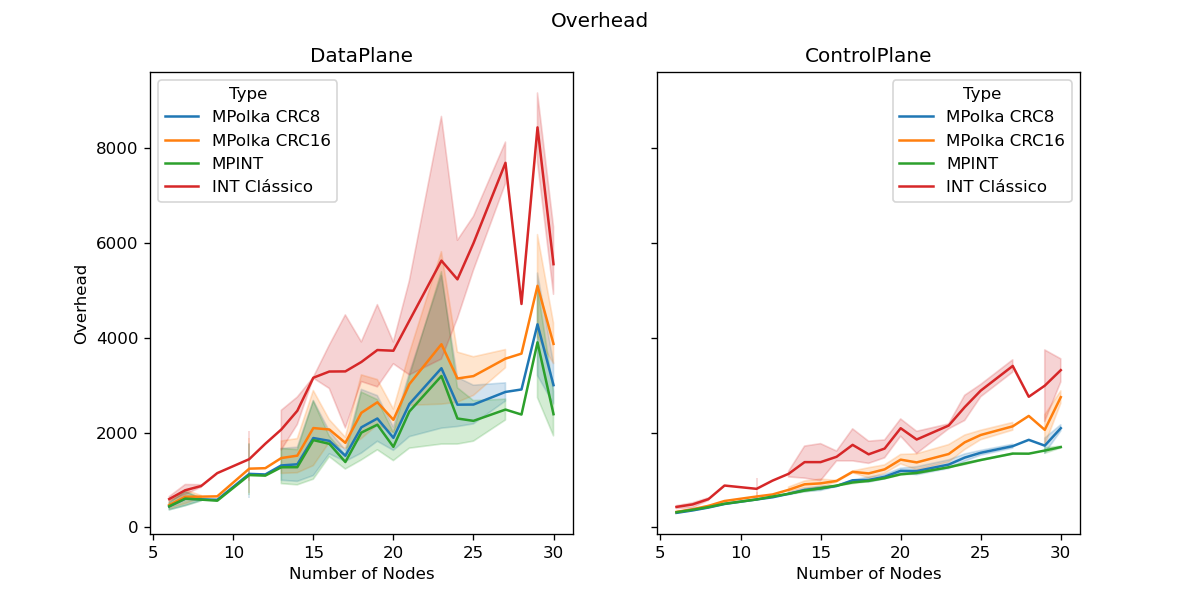 Overhead
DataPlane
Type
MPolka CRC8
MPolka CRC16
MPINT
INT Clássico
8000
6000
4000
2000
0
Overhead
5 10 15 20 25 30
Number of Nodes
ControlPlane
Type
MPolka CRC8
MPolka CRC16
MPINT
INT Clássico
5 10 15 20 25 30
Number of Nodes